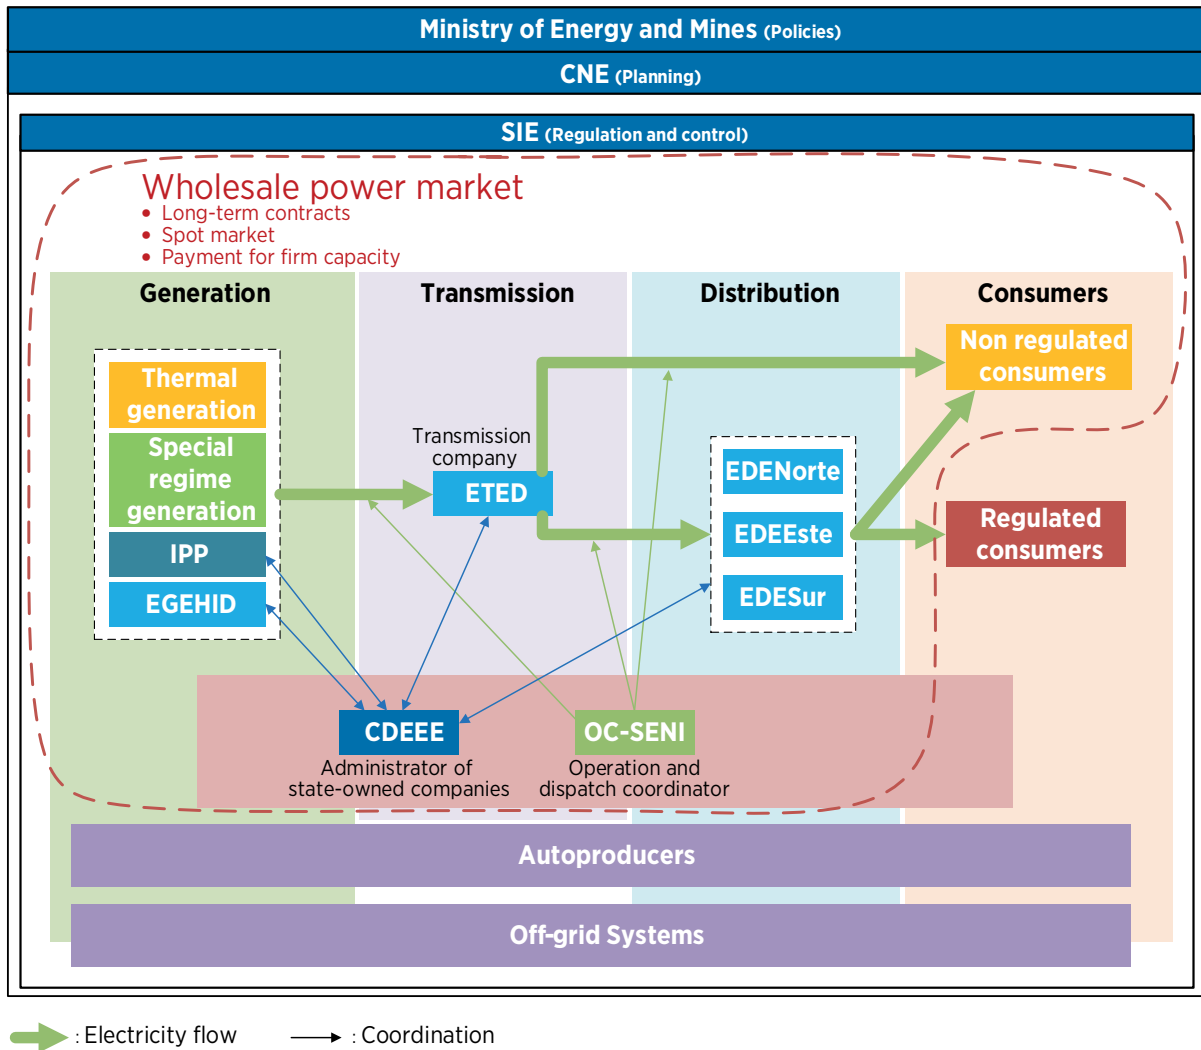 Ministry of Energy and Mines (Policies)
CNE (Planning)
SIE (Regulation and control)
Wholesale power market
• Long-term contracts
• Spot market
• Payment for firm capacity
Generation
Transmission
Distribution
Consumers
Thermal
generation
Special
regime
generation
IPP
EGEHID
Transmission
company
ETED
EDENorte
EDEEste
EDESur
Non regulated
consumers
Regulated
consumers
CDEEE
Administrator of
state-owned companies
OC-SENI
Operation and
dispatch coordinator
Autoproducers
Off-grid Systems
: Electricity flow
: Coordination